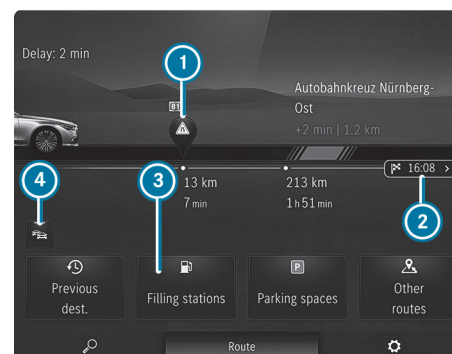 Delay: 2 min
1
Autobahnkreuz Nürnberg-
Ost
81
+2 min | 1.2 km
16:08
4
3
13 km
213 km
2
7 min
1 h 51 min
P
Previous
dest.
Filling stations
Parking spaces
Other
routes
Route